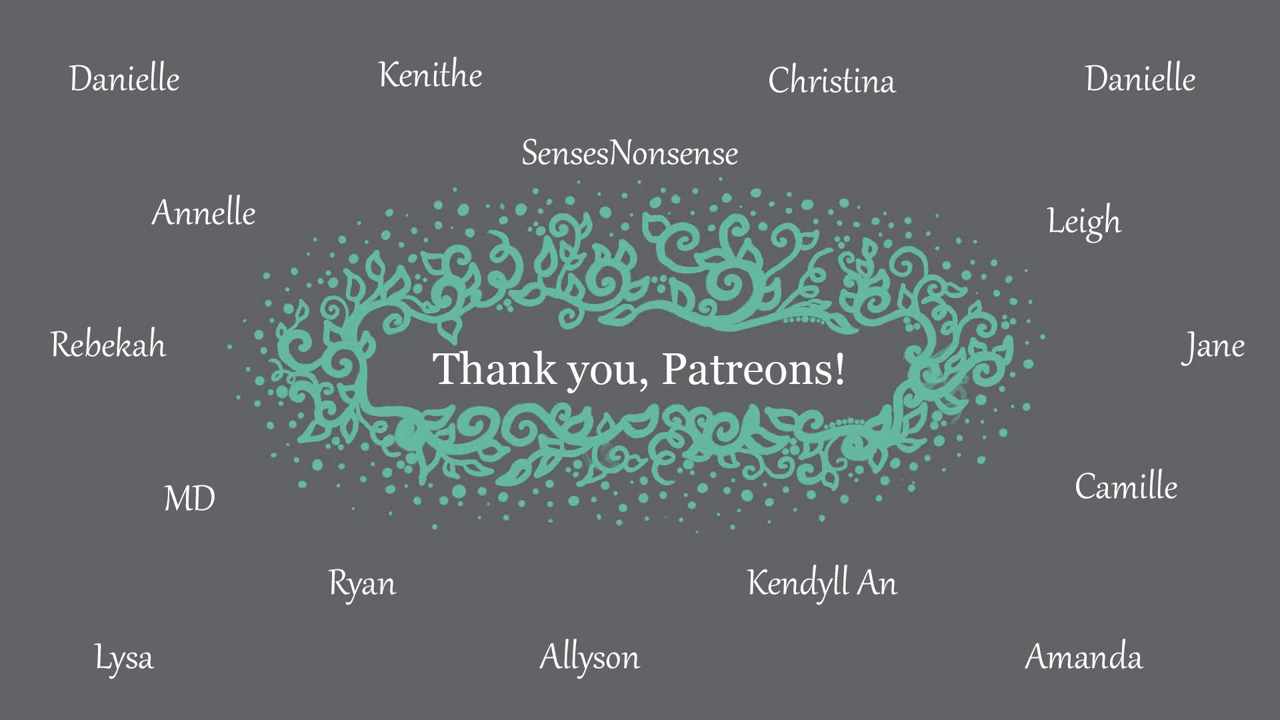 Danielle
Kenithe
Christina
Danielle
SensesNonsense
Annelle
Leigh
Rebekah
Jane
Thank you, Patreons!
MD
Camille
Ryan
Kendyll An
Lysa
Allyson
Amanda